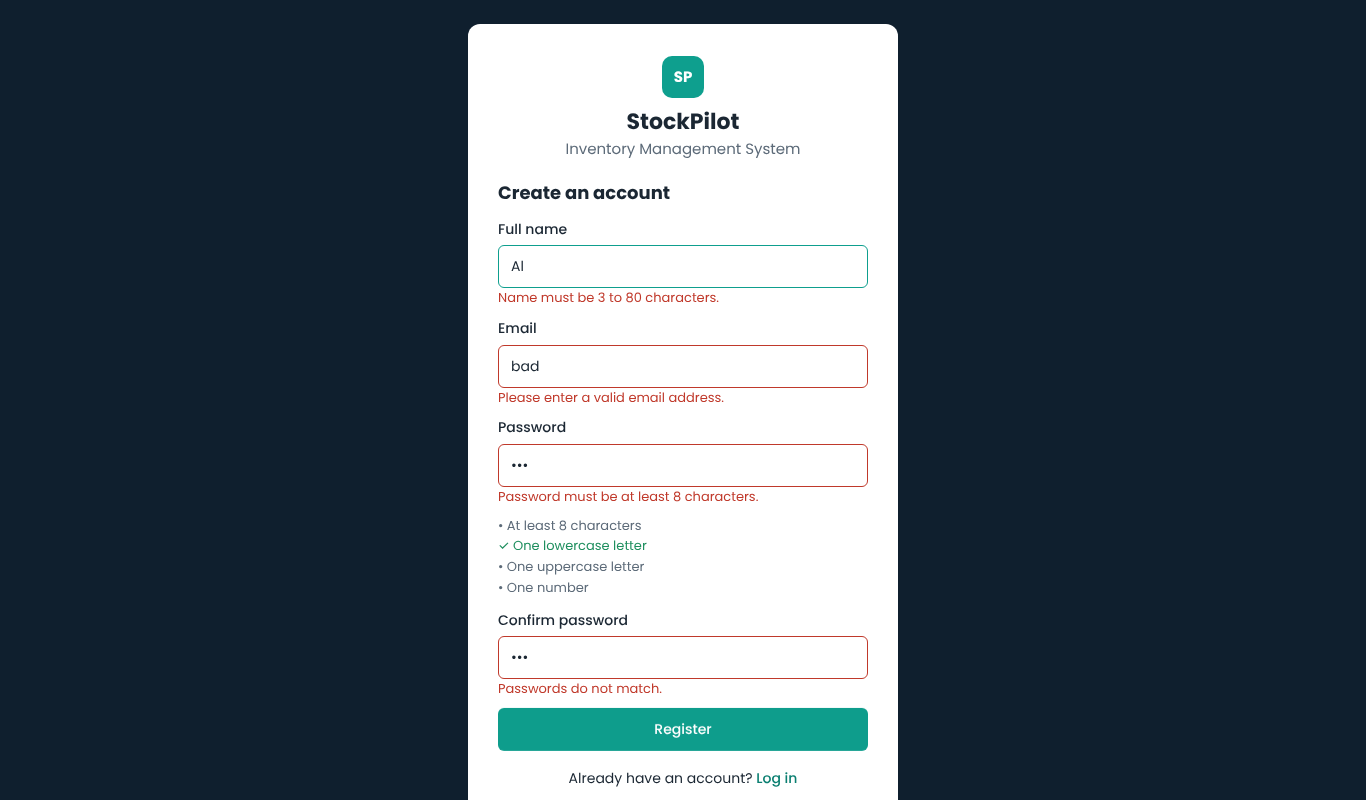 SP
StockPilot
Inventory Management System
Create an account
Full name
Al
Name must be 3 to 80 characters.
Email
bad
Please enter a valid email address.
Password
•••
Password must be at least 8 characters.
• At least 8 characters
✓ One lowercase letter
• One uppercase letter
• One number
Confirm password
•••
Passwords do not match.
Register
Already have an account? Log in